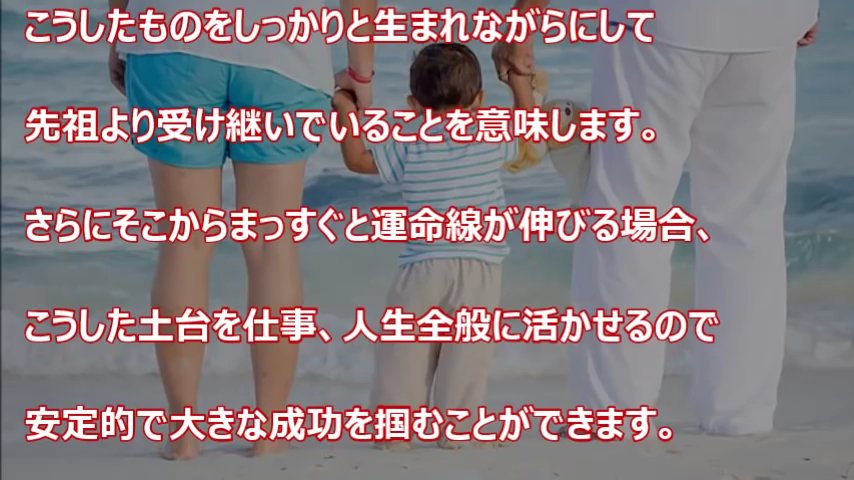 こうしたものをしっかりと生まれながらにして
先祖より受け継いでいることを意味します。
さらにそこからまっすぐと運命線が伸びる場合、
こうした土台を仕事、人生全般に活かせるので
安定的で大きな成功を掴むことができます。